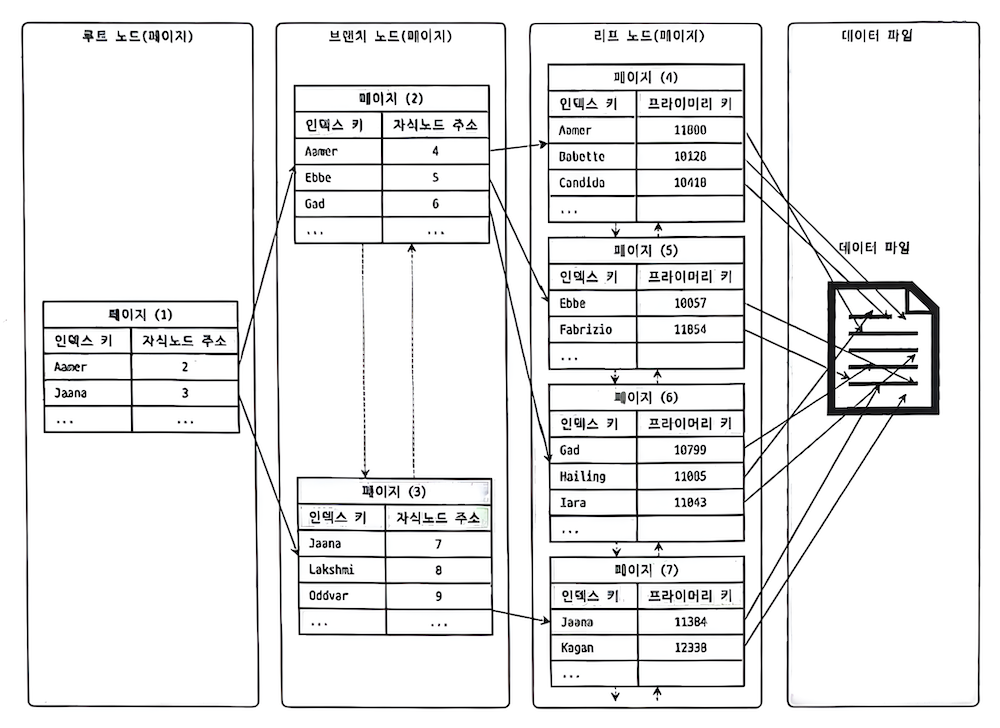 루트 노드(페이지)
페이지 (1)
인덱스 키 자식노드 주소
Aamer 2
Jaana 3
... ...
브랜치 노드(페이지)
페이지 (2)
인덱스 키 자식노드 주소
Aamer 4
Ebbe 5
Gad 6
... ...
페이지 (3)
인덱스 키 자식노드 주소
Jaana 7
Lakshmi 8
Oddvar 9
... ...
리프 노드(페이지)
페이지 (4)
인덱스 키 프라이머리 키
Aamer 11800
Babette 10128
Candido 10418
...
페이지 (5)
인덱스 키 프라이머리 키
Ebbe 10057
Fabrizio 11854
...
페이지 (6)
인덱스 키 프라이머리 키
Gad 10799
Hailing 11085
Iara 11043
...
페이지 (7)
인덱스 키 프라이머리 키
Jaana 11384
Kagan 12338
...
데이터 파일
데이터 파일